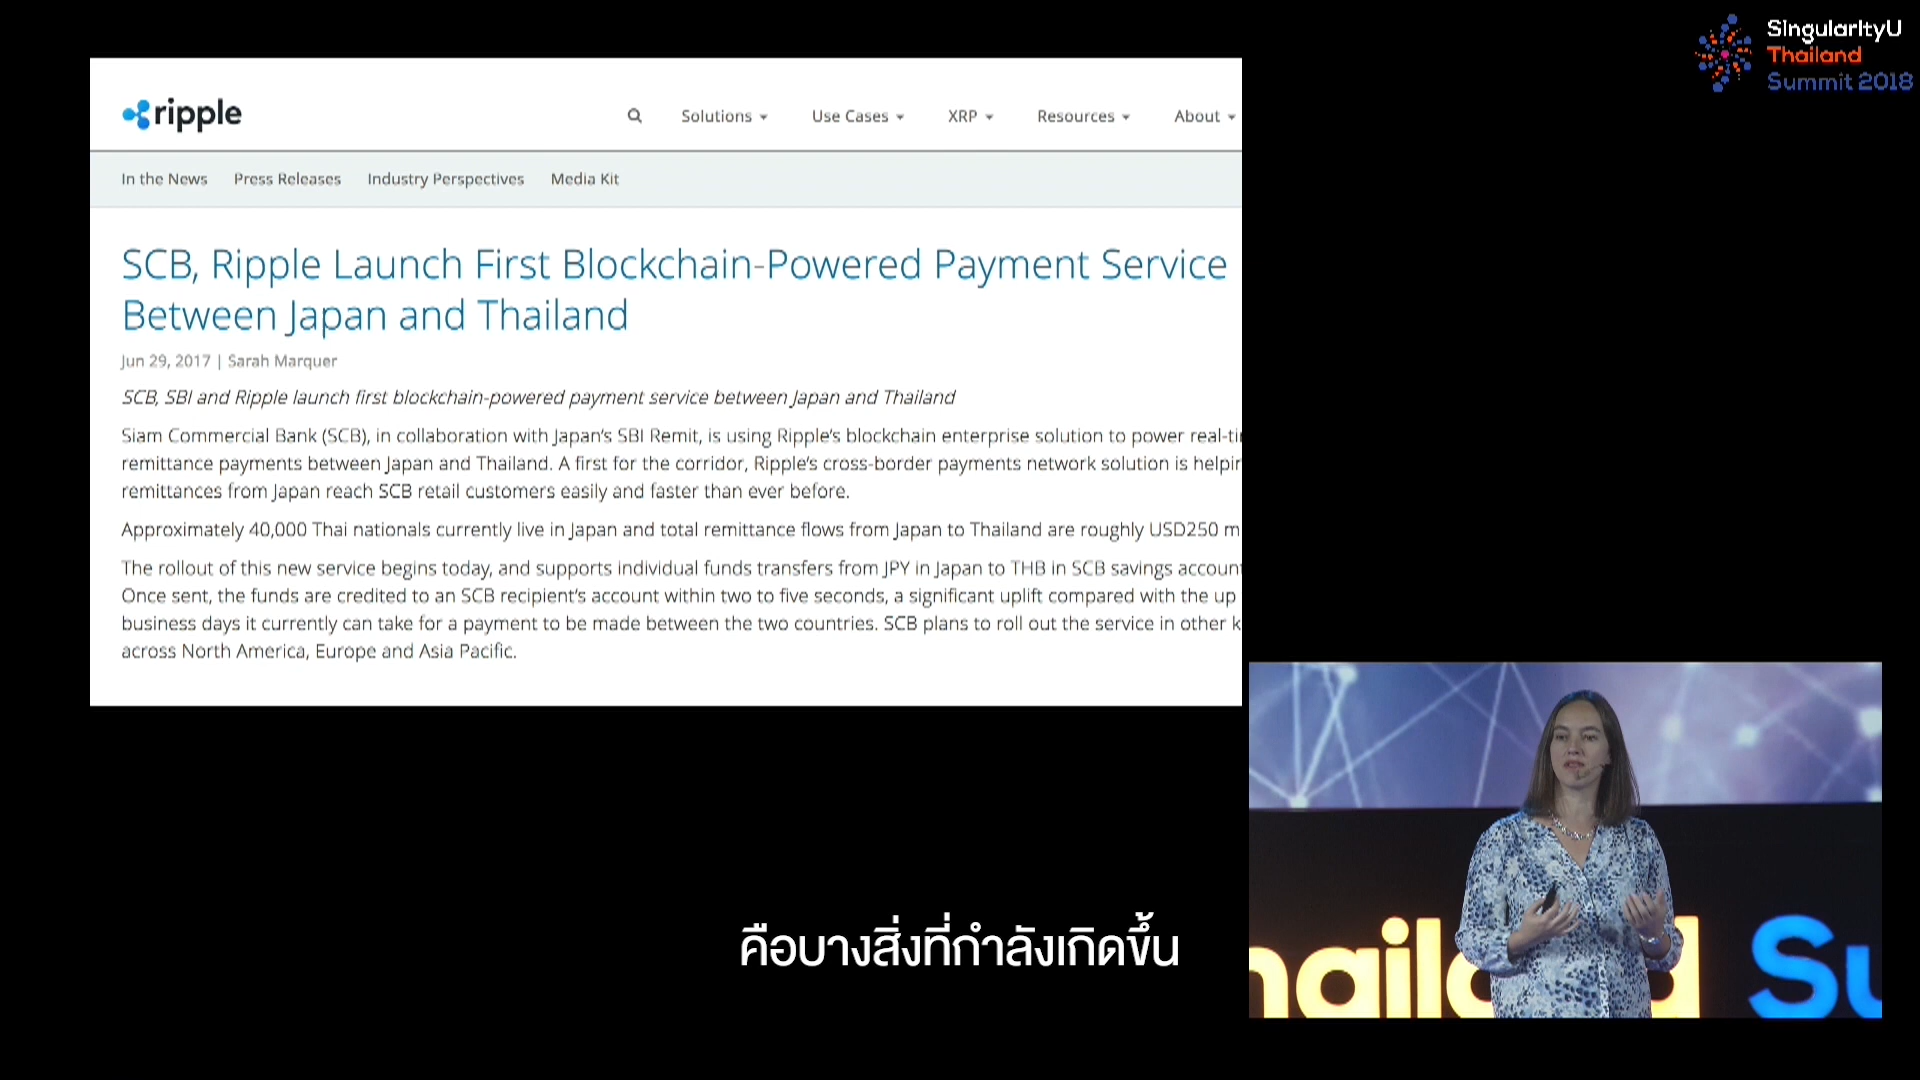 SingularityU
Thailand
Summit 2018
ripple
Solutions Use Cases XRP Resources About
In the News Press Releases Industry Perspectives Media Kit
SCB, Ripple Launch First Blockchain-Powered Payment Service
Between Japan and Thailand
Jun 29, 2017 | Sarah Marquer
SCB, SBI and Ripple launch first blockchain-powered payment service between Japan and Thailand
Siam Commercial Bank (SCB), in collaboration with Japan's SBI Remit, is using Ripple's blockchain enterprise solution to power real-ti
remittance payments between Japan and Thailand. A first for the corridor, Ripple's cross-border payments network solution is helpin
remittances from Japan reach SCB retail customers easily and faster than ever before.
Approximately 40,000 Thai nationals currently live in Japan and total remittance flows from Japan to Thailand are roughly USD250 m
The rollout of this new service begins today, and supports individual funds transfers from JPY in Japan to THB in SCB savings account
Once sent, the funds are credited to an SCB recipient's account within two to five seconds, a significant uplift compared with the up
business days it currently can take for a payment to be made between the two countries. SCB plans to roll out the service in other k
across North America, Europe and Asia Pacific.
hailand Su
คือบางสิ่งที่กำลังเกิดขึ้น